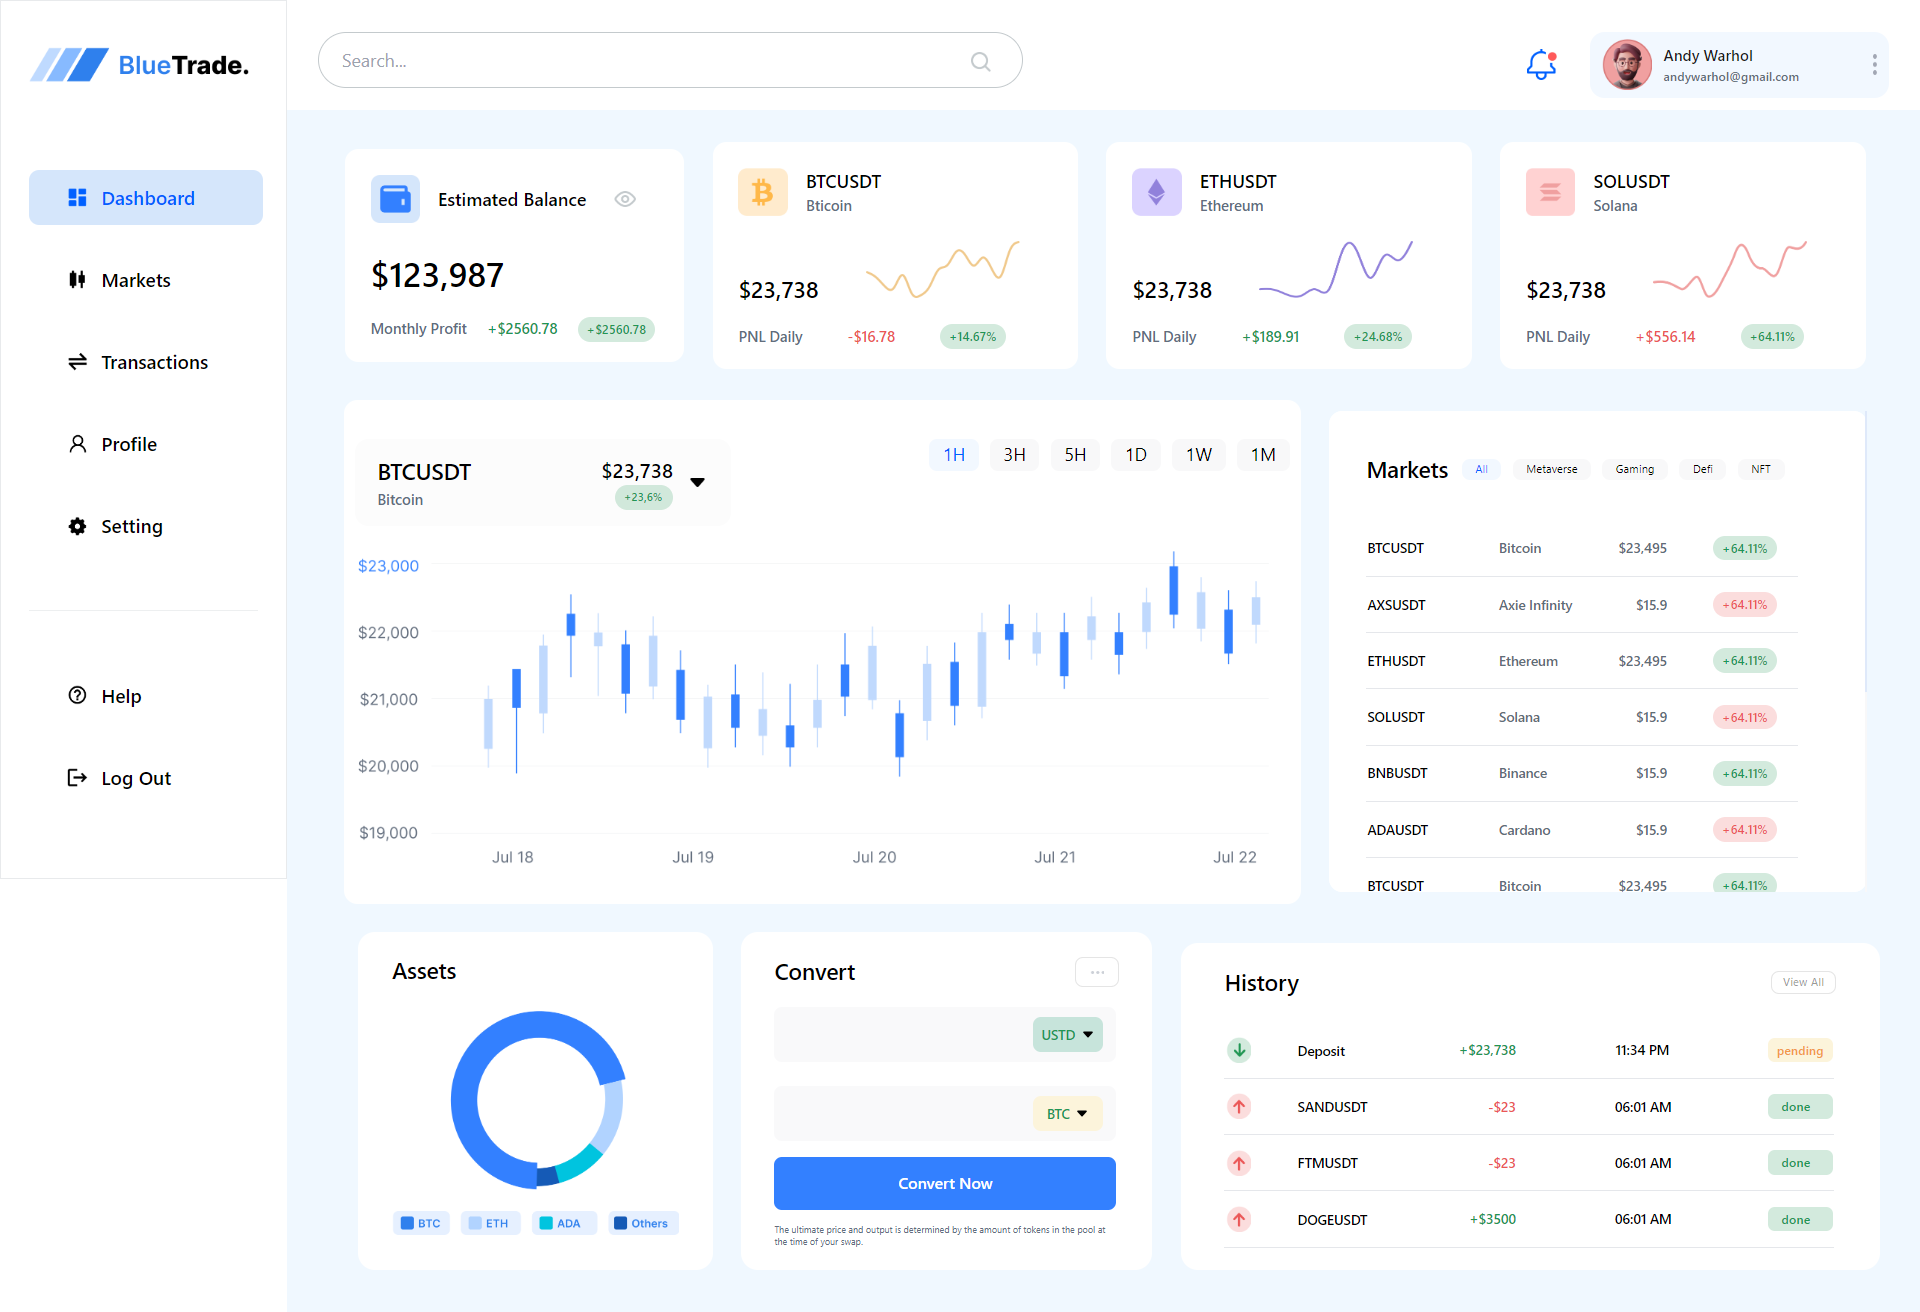 BlueTrade.
Search...
Andy Warhol
andywarhol@gmail.com
Dashboard
Markets
Transactions
Profile
Setting
Help
Log Out
Estimated Balance
$123,987
Monthly Profit +$2560.78 +$2560.78
BTCUSDT
Bticoin
$23,738
PNL Daily -$16.78 +14.67%
ETHUSDT
Ethereum
$23,738
PNL Daily +$189.91 +24.68%
SOLUSDT
Solana
$23,738
PNL Daily +$556.14 +64.11%
BTCUSDT $23,738
Bitcoin +23,6%
1H 3H 5H 1D 1W 1M
$23,000
$22,000
$21,000
$20,000
$19,000
Jul 18 Jul 19 Jul 20 Jul 21 Jul 22
Markets All Metaverse Gaming Defi NFT
BTCUSDT Bitcoin $23,495 +64.11%
AXSUSDT Axie Infinity $15.9 +64.11%
ETHUSDT Ethereum $23,495 +64.11%
SOLUSDT Solana $15.9 +64.11%
BNBUSDT Binance $15.9 +64.11%
ADAUSDT Cardano $15.9 +64.11%
BTCUSDT Bitcoin $23,495 +64.11%
Assets
BTC ETH ADA Others
Convert ...
USTD
BTC
Convert Now
The ultimate price and output is determined by the amount of tokens in the pool at
the time of your swap.
History View All
Deposit +$23,738 11:34 PM pending
SANDUSDT -$23 06:01 AM done
FTMUSDT -$23 06:01 AM done
DOGEUSDT +$3500 06:01 AM done